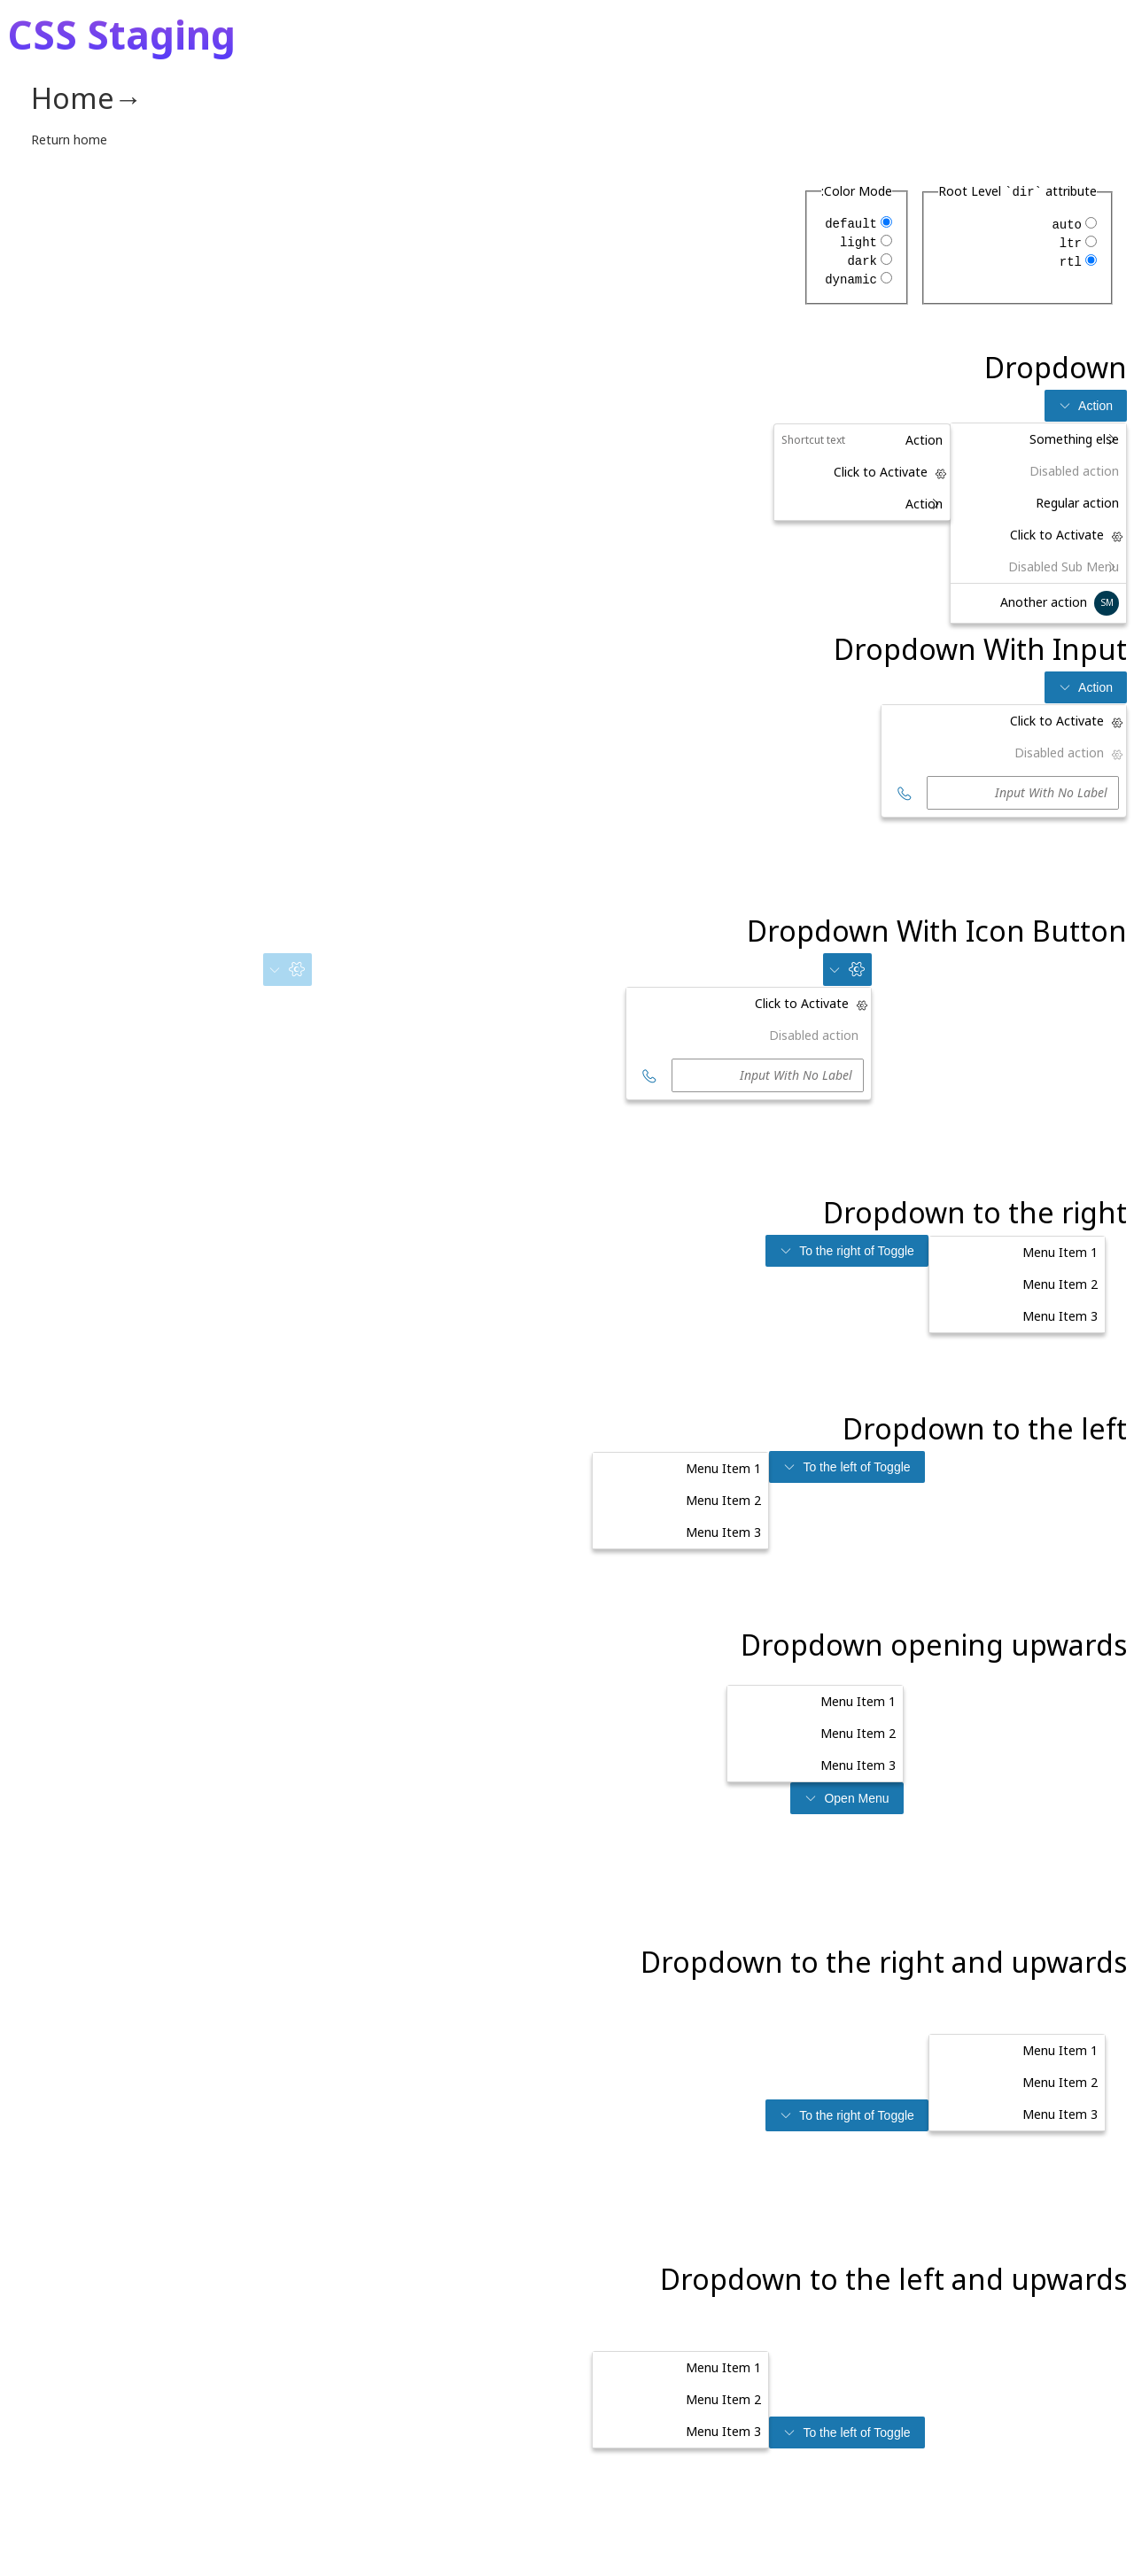 CSS Staging
Home→
Return home
Root Level `dir` attribute
auto
ltr
rtl
:Color Mode
default
light
dark
dynamic
Dropdown
Action
Something else
Disabled action
Regular action
Click to Activate
Disabled Sub Menu
SM Another action
Action Shortcut text
Click to Activate
Action
Dropdown With Input
Action
Click to Activate
Disabled action
Input With No Label
Dropdown With Icon Button
Click to Activate
Disabled action
Input With No Label
Dropdown to the right
To the right of Toggle
Menu Item 1
Menu Item 2
Menu Item 3
Dropdown to the left
To the left of Toggle
Menu Item 1
Menu Item 2
Menu Item 3
Dropdown opening upwards
Menu Item 1
Menu Item 2
Menu Item 3
Open Menu
Dropdown to the right and upwards
Menu Item 1
Menu Item 2
Menu Item 3
To the right of Toggle
Dropdown to the left and upwards
Menu Item 1
Menu Item 2
Menu Item 3
To the left of Toggle